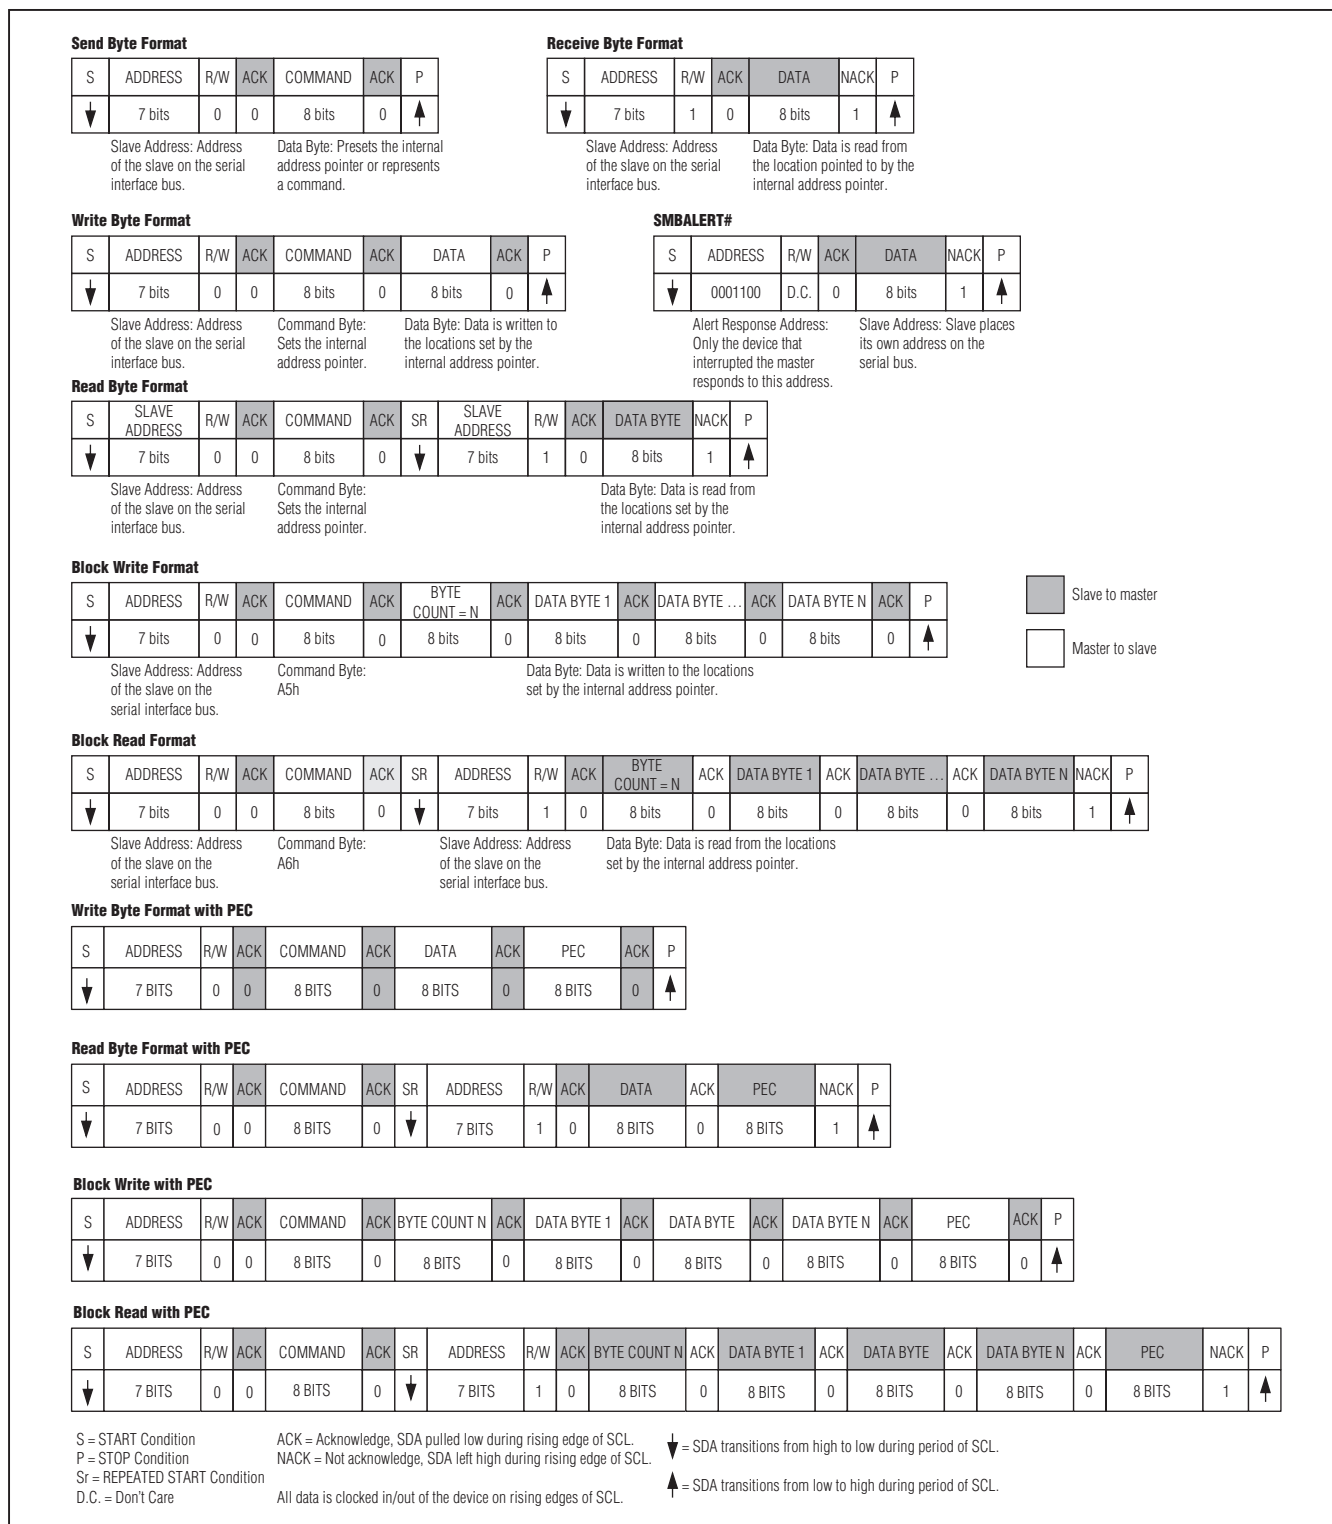 Send Byte Format
S ADDRESS R/W ACK COMMAND ACK P
7 bits 0 0 8 bits 0
Slave Address: Address
of the slave on the serial
interface bus.
Data Byte: Presets the internal
address pointer or represents
a command.
Receive Byte Format
S ADDRESS R/W ACK DATA NACK P
7 bits 1 0 8 bits 1
Slave Address: Address
of the slave on the serial
interface bus.
Data Byte: Data is read from
the location pointed to by the
internal address pointer.
Write Byte Format
S ADDRESS R/W ACK COMMAND ACK DATA ACK P
7 bits 0 0 8 bits 0 8 bits 0
Slave Address: Address
of the slave on the serial
interface bus.
Command Byte:
Sets the internal
address pointer.
Data Byte: Data is written to
the locations set by the
internal address pointer.
SMBALERT#
S ADDRESS R/W ACK DATA NACK P
0001100 D.C. 0 8 bits 1
Alert Response Address:
Only the device that
interrupted the master
responds to this address.
Slave Address: Slave places
its own address on the
serial bus.
Read Byte Format
S SLAVE ADDRESS R/W ACK COMMAND ACK SR SLAVE ADDRESS R/W ACK DATA BYTE NACK P
7 bits 0 0 8 bits 0 7 bits 1 0 8 bits 1
Slave Address: Address
of the slave on the serial
interface bus.
Command Byte:
Sets the internal
address pointer.
Data Byte: Data is read from
the locations set by the
internal address pointer.
Block Write Format
S ADDRESS R/W ACK COMMAND ACK BYTE COUNT = N ACK DATA BYTE 1 ACK DATA BYTE ... ACK DATA BYTE N ACK P
7 bits 0 0 8 bits 0 8 bits 0 8 bits 0 8 bits 0 8 bits 0
Slave Address: Address
of the slave on the
serial interface bus.
Command Byte:
A5h
Data Byte: Data is written to the locations
set by the internal address pointer.
Slave to master
Master to slave
Block Read Format
S ADDRESS R/W ACK COMMAND ACK SR ADDRESS R/W ACK BYTE COUNT = N ACK DATA BYTE 1 ACK DATA BYTE ... ACK DATA BYTE N NACK P
7 bits 0 0 8 bits 0 7 bits 1 0 8 bits 0 8 bits 0 8 bits 0 8 bits 1
Slave Address: Address
of the slave on the
serial interface bus.
Command Byte:
A6h
Slave Address: Address
of the slave on the
serial interface bus.
Data Byte: Data is read from the locations
set by the internal address pointer.
Write Byte Format with PEC
S ADDRESS R/W ACK COMMAND ACK DATA ACK PEC ACK P
7 BITS 0 0 8 BITS 0 8 BITS 0 8 BITS 0
Read Byte Format with PEC
S ADDRESS R/W ACK COMMAND ACK SR ADDRESS R/W ACK DATA ACK PEC NACK P
7 BITS 0 0 8 BITS 0 7 BITS 1 0 8 BITS 0 8 BITS 1
Block Write with PEC
S ADDRESS R/W ACK COMMAND ACK BYTE COUNT N ACK DATA BYTE 1 ACK DATA BYTE ACK DATA BYTE N ACK PEC ACK P
7 BITS 0 0 8 BITS 0 8 BITS 0 8 BITS 0 8 BITS 0 8 BITS 0 8 BITS 0
Block Read with PEC
S ADDRESS R/W ACK COMMAND ACK SR ADDRESS R/W ACK BYTE COUNT N ACK DATA BYTE 1 ACK DATA BYTE ACK DATA BYTE N ACK PEC NACK P
7 BITS 0 0 8 BITS 0 7 BITS 1 0 8 BITS 0 8 BITS 0 8 BITS 0 8 BITS 0 8 BITS 1
S = START Condition
P = STOP Condition
Sr = REPEATED START Condition
D.C. = Don't Care
ACK = Acknowledge, SDA pulled low during rising edge of SCL.
NACK = Not acknowledge, SDA left high during rising edge of SCL.
All data is clocked in/out of the device on rising edges of SCL.
= SDA transitions from high to low during period of SCL.
= SDA transitions from low to high during period of SCL.